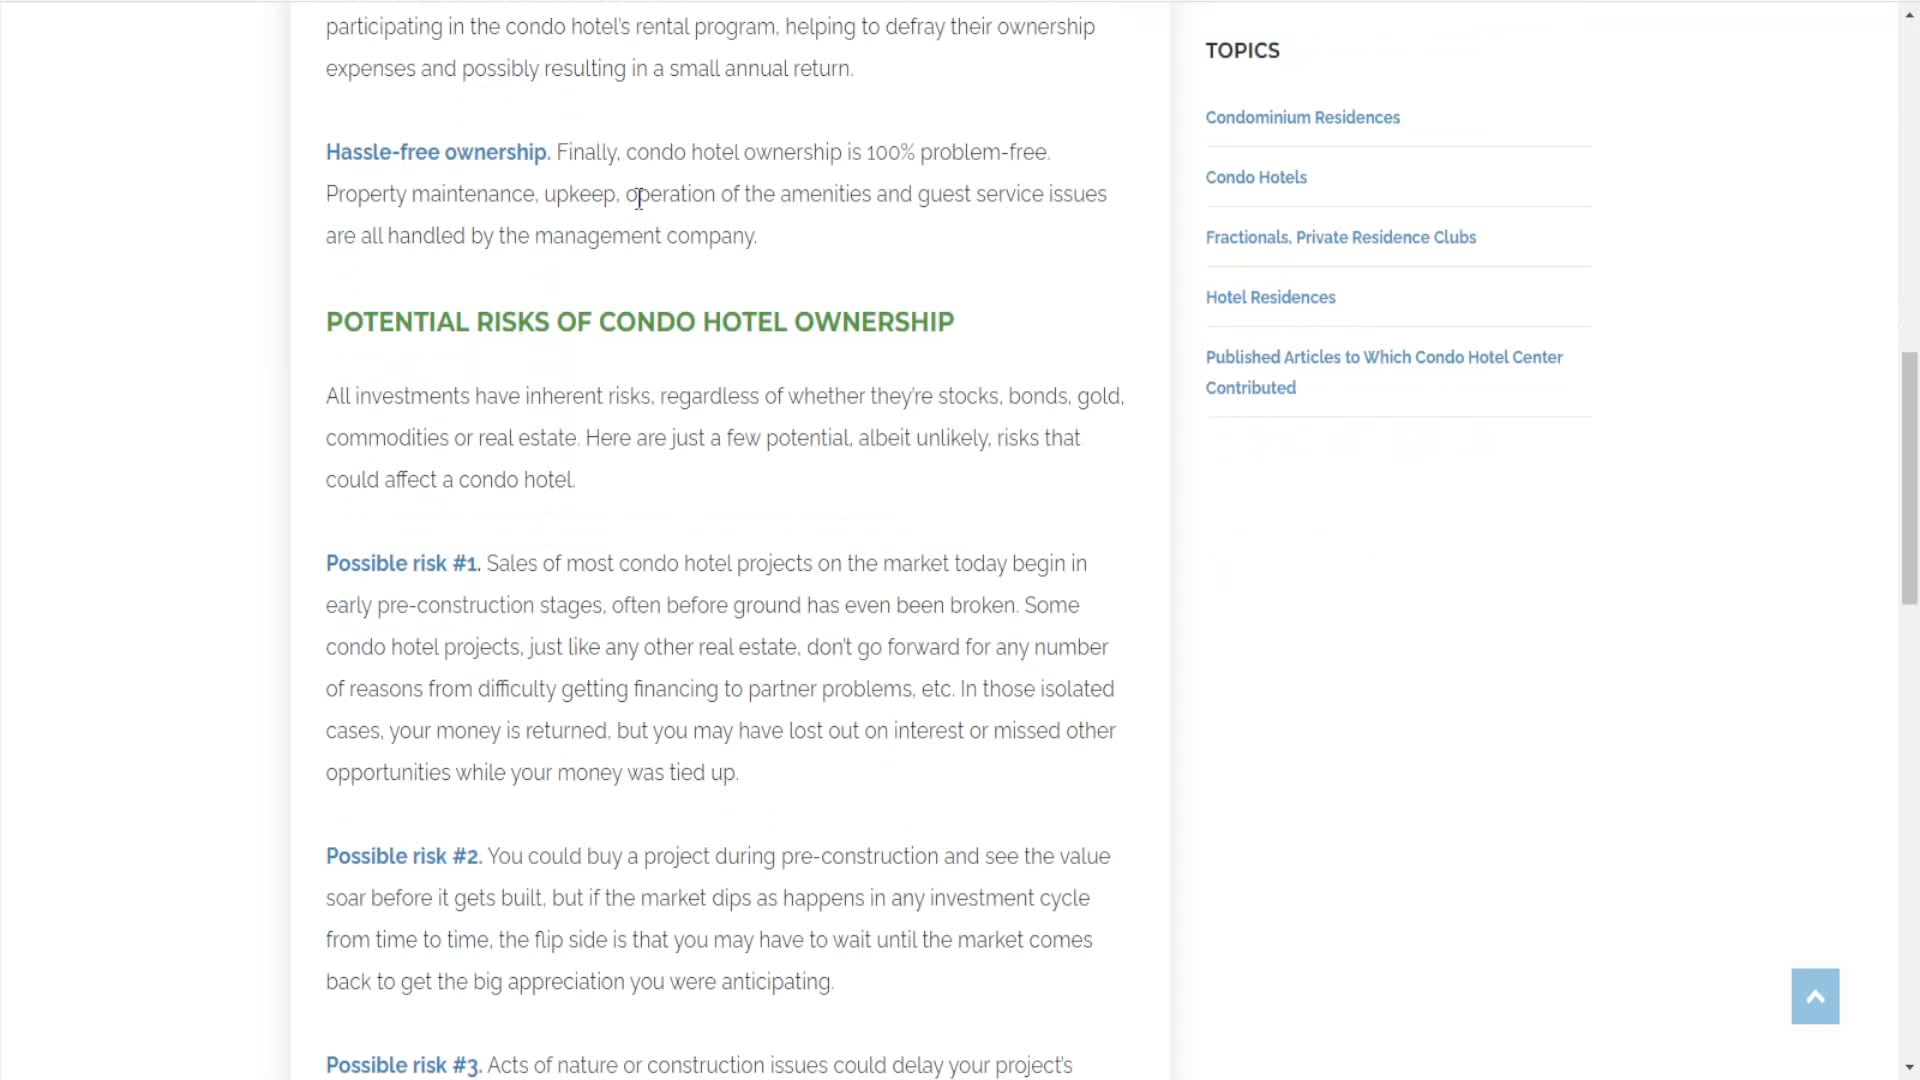 participating in the condo hotel's rental program, helping to defray their ownership
expenses and possibly resulting in a small annual return.
Hassle-free ownership. Finally, condo hotel ownership is 100% problem-free.
Property maintenance, upkeep, operation of the amenities and guest service issues
are all handled by the management company.
POTENTIAL RISKS OF CONDO HOTEL OWNERSHIP
All investments have inherent risks, regardless of whether they're stocks, bonds, gold,
commodities or real estate. Here are just a few potential, albeit unlikely, risks that
could affect a condo hotel.
Possible risk #1. Sales of most condo hotel projects on the market today begin in
early pre-construction stages, often before ground has even been broken. Some
condo hotel projects, just like any other real estate, don't go forward for any number
of reasons from difficulty getting financing to partner problems, etc. In those isolated
cases, your money is returned, but you may have lost out on interest or missed other
opportunities while your money was tied up.
Possible risk #2. You could buy a project during pre-construction and see the value
soar before it gets built, but if the market dips as happens in any investment cycle
from time to time, the flip side is that you may have to wait until the market comes
back to get the big appreciation you were anticipating.
Possible risk #3. Acts of nature or construction issues could delay your project's
TOPICS
Condominium Residences
Condo Hotels
Fractionals, Private Residence Clubs
Hotel Residences
Published Articles to Which Condo Hotel Center
Contributed